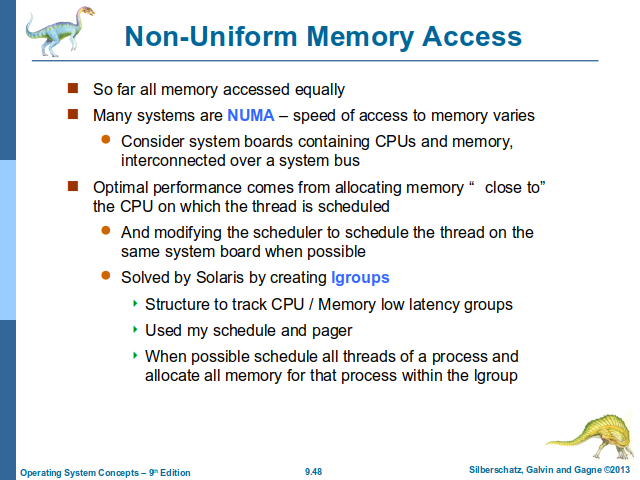 Non-Uniform Memory Access
So far all memory accessed equally
Many systems are NUMA – speed of access to memory varies
Consider system boards containing CPUs and memory,
interconnected over a system bus
Optimal performance comes from allocating memory “ close to”
the CPU on which the thread is scheduled
And modifying the scheduler to schedule the thread on the
same system board when possible
Solved by Solaris by creating lgroups
Structure to track CPU / Memory low latency groups
Used my schedule and pager
When possible schedule all threads of a process and
allocate all memory for that process within the lgroup
Operating System Concepts – 9th Edition
9.48
Silberschatz, Galvin and Gagne ©2013